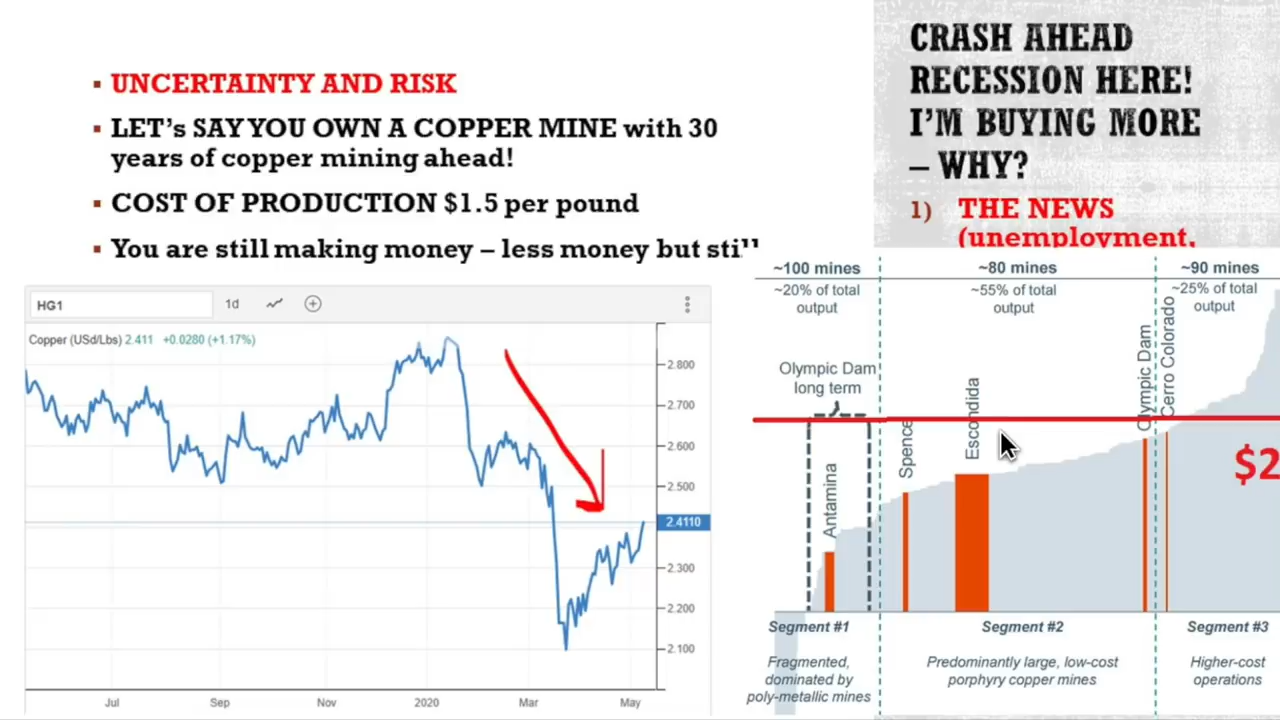 UNCERTAINTY AND RISK
LET's SAY YOU OWN A COPPER MINE with 30
years of copper mining ahead!
COST OF PRODUCTION $1.5 per pound
You are still making money – less money but still
CRASH AHEAD
RECESSION HERE!
I'M BUYING MORE
– WHY?
1) THE NEWS
(unemployment,
HG1
1d
Copper (USd/Lbs) 2.411 +0.0280 (+1.17%)
2.800
2.700
2.600
2.500
2.4110
2.300
2.200
2.100
Jul
Sep
Nov
2020
Mar
May
~100 mines
~20% of total
output
~80 mines
~55% of total
output
~90 mines
~25% of total
output
Olympic Dam
long term
Antamina
Spence
Escondida
Olympic Dam
Cerro Colorado
$2
Segment #1
Fragmented,
dominated by
poly-metallic mines
Segment #2
Predominantly large, low-cost
porphyry copper mines
Segment #3
Higher-cost
operations